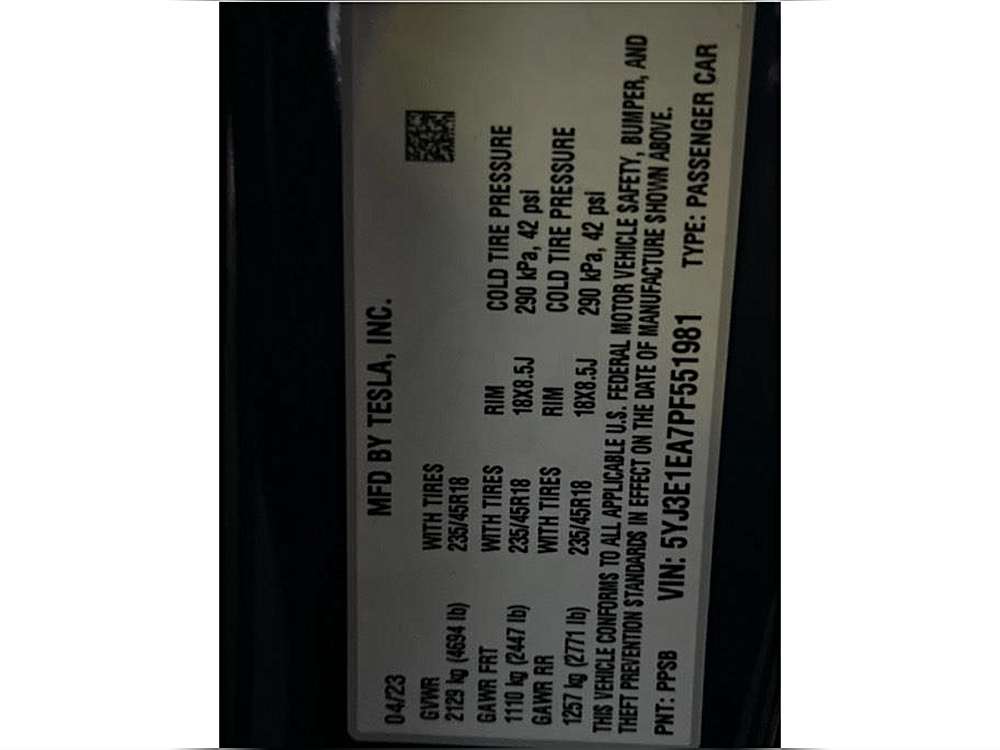 MFD BY TESLA, INC.
04/23
GVWR WITH TIRES
2129 kg (4694 lb) 235/45R18
GAWR FRT WITH TIRES RIM COLD TIRE PRESSURE
1110 kg (2447 lb) 235/45R18 18X8.5J 290 kPa, 42 psi
GAWR RR WITH TIRES RIM COLD TIRE PRESSURE
1257 kg (2771 lb) 235/45R18 18X8.5J 290 kPa, 42 psi
THIS VEHICLE CONFORMS TO ALL APPLICABLE U.S. FEDERAL MOTOR VEHICLE SAFETY, BUMPER, AND
THEFT PREVENTION STANDARDS IN EFFECT ON THE DATE OF MANUFACTURE SHOWN ABOVE.
PNT: PPSB VIN: 5YJ3E1EA7PF551981 TYPE: PASSENGER CAR